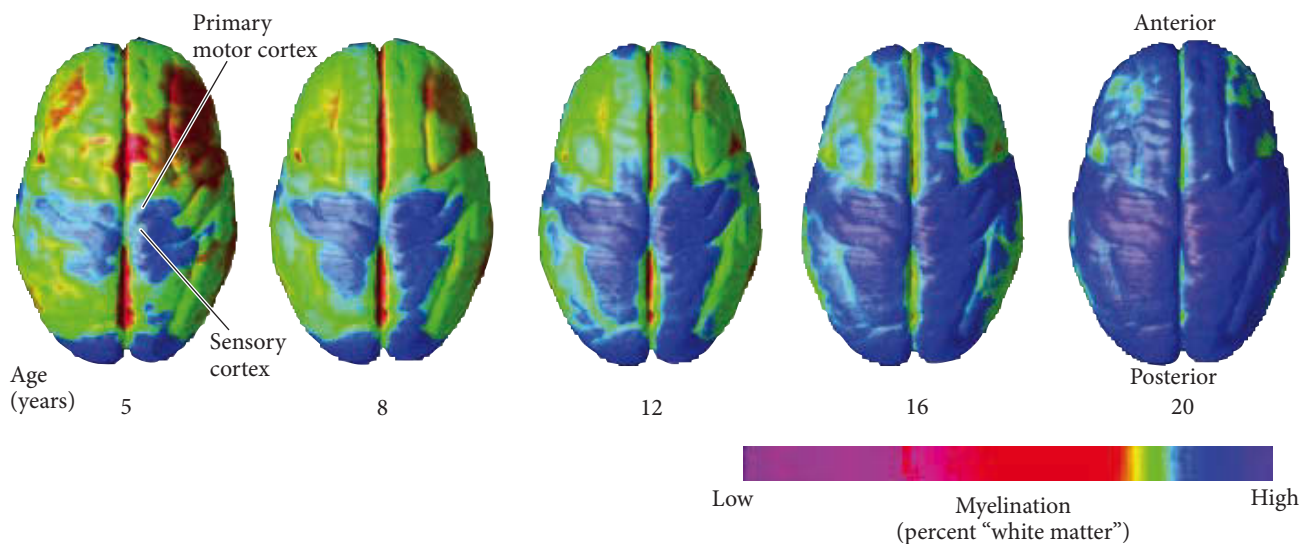 Primary
motor cortex
Anterior
Sensory
cortex
Posterior
Age
(years)
5
8
12
16
20
Low
Myelination
(percent “white matter”)
High